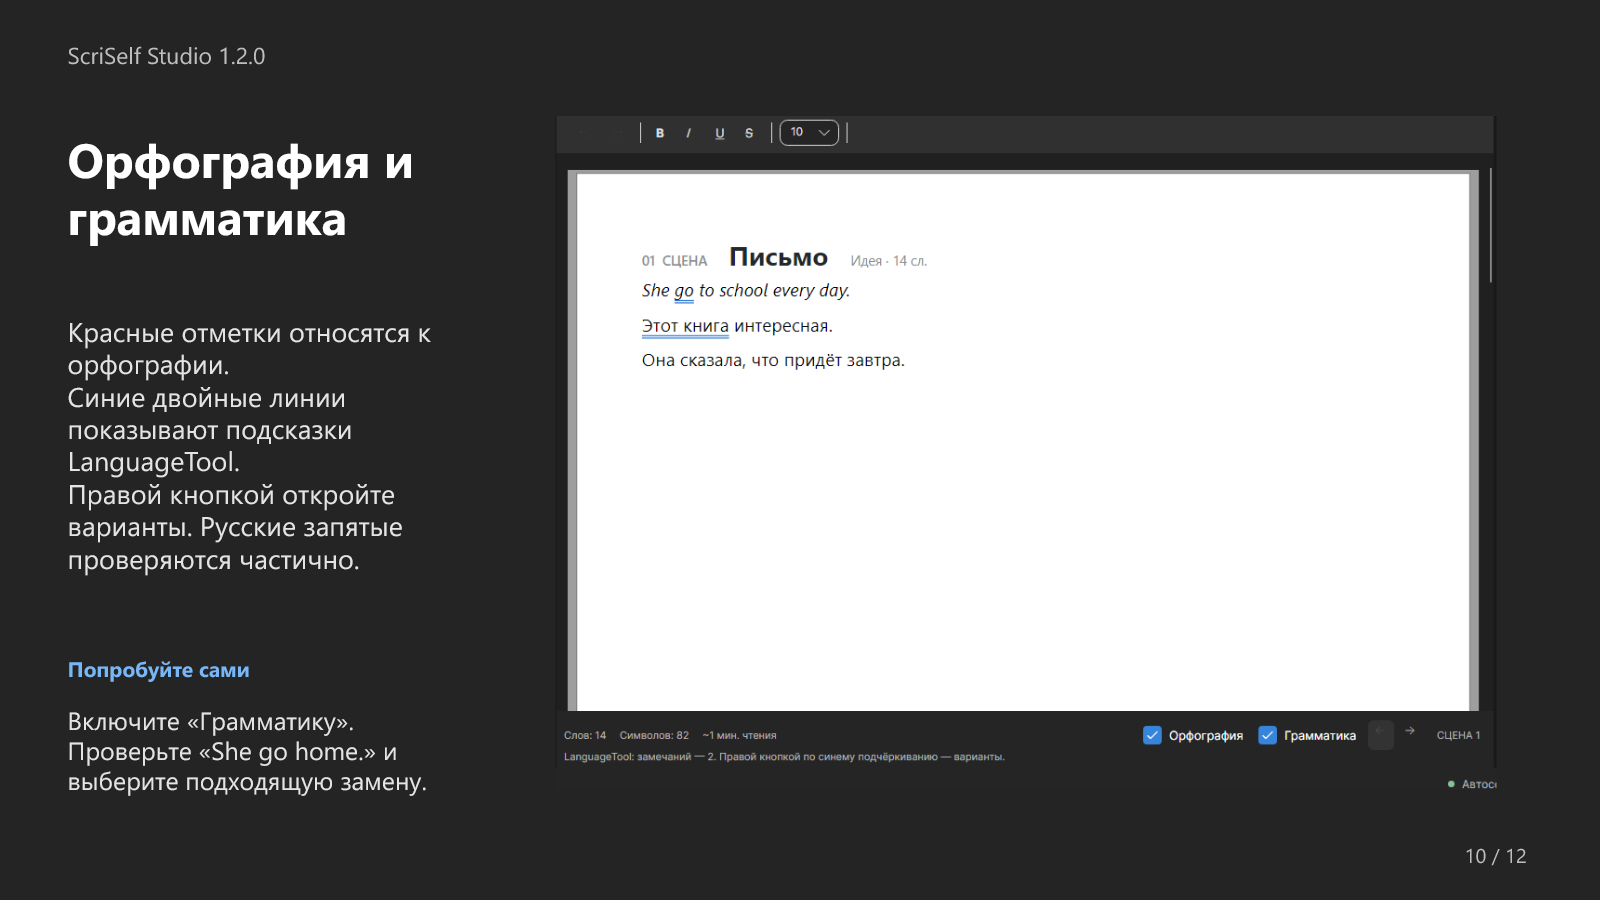 ScriSelf Studio 1.2.0
Орфография и
грамматика
Красные отметки относятся к
орфографии.
Синие двойные линии
показывают подсказки
LanguageTool.
Правой кнопкой откройте
варианты. Русские запятые
проверяются частично.
Попробуйте сами
Включите «Грамматику».
Проверьте «She go home.» и
выберите подходящую замену.
B I U S 10
01 СЦЕНА Письмо Идея · 14 сл.
She go to school every day.
Этот книга интересная.
Она сказала, что придёт завтра.
Слов: 14 Символов: 82 ~1 мин. чтения
Орфография Грамматика ← → СЦЕНА 1
LanguageTool: замечаний — 2. Правой кнопкой по синему подчёркиванию — варианты.
10 / 12